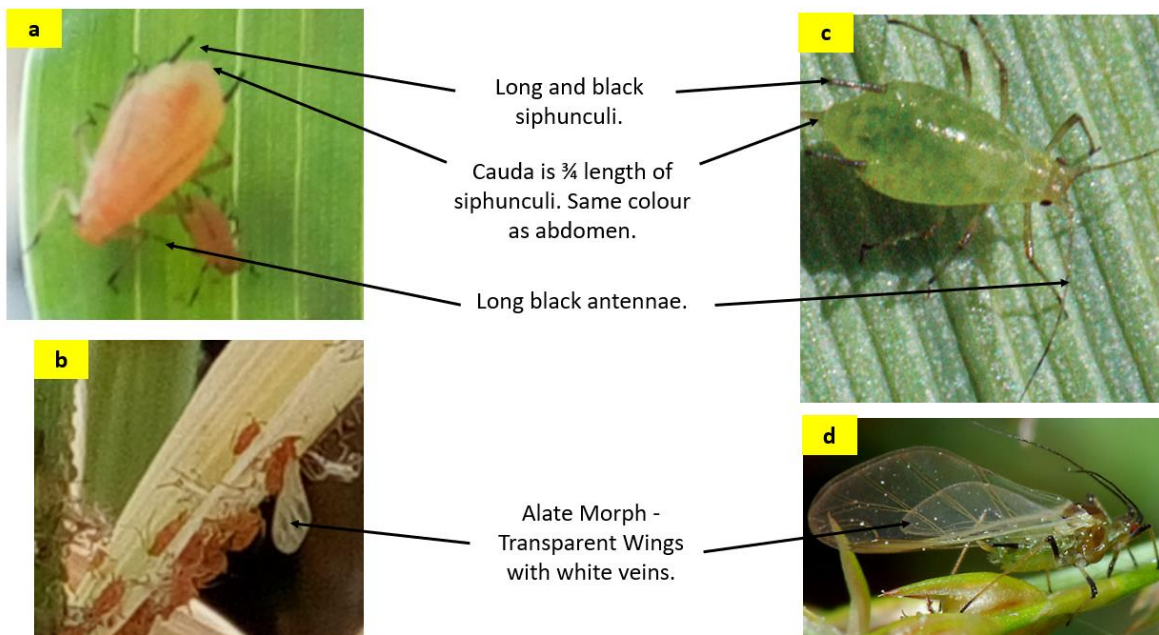 a
c
Long and black
siphunculi.
Cauda is ¾ length of
siphunculi. Same colour
as abdomen.
Long black antennae.
b
d
Alate Morph -
Transparent Wings
with white veins.